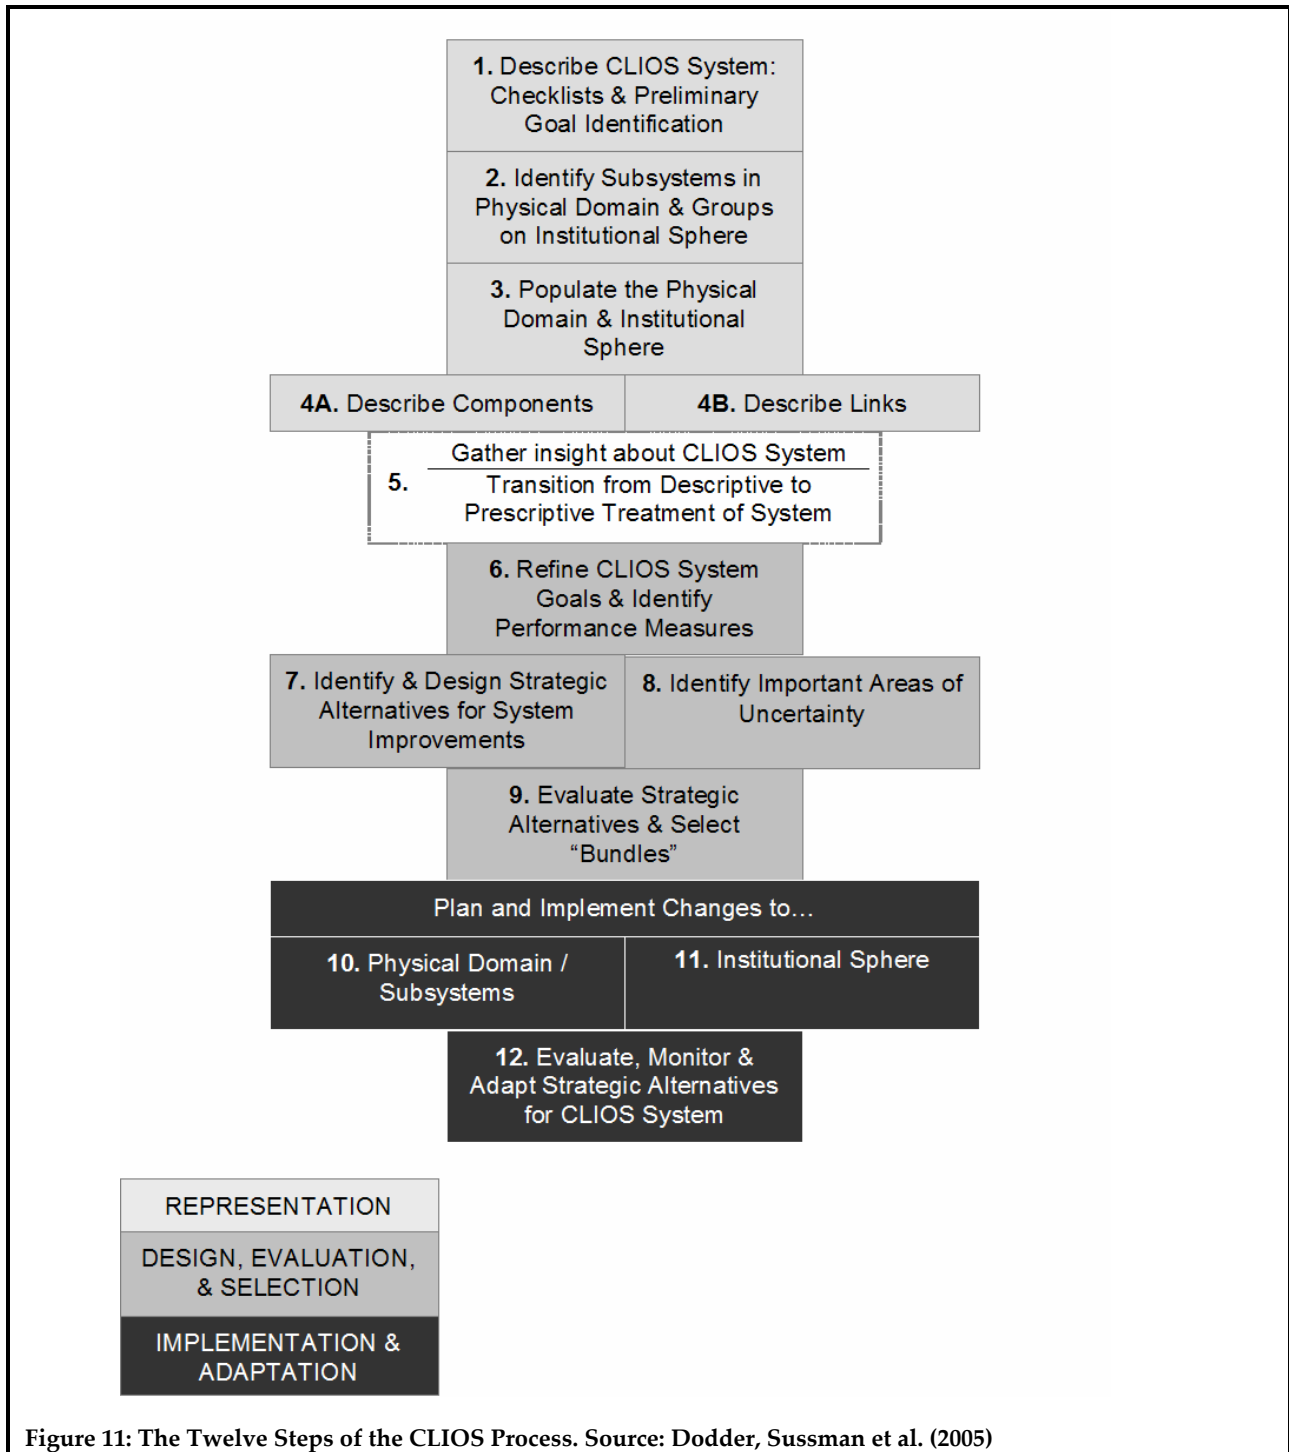 1. Describe CLIOS System:
Checklists & Preliminary
Goal Identification
2. Identify Subsystems in
Physical Domain & Groups
on Institutional Sphere
3. Populate the Physical
Domain & Institutional
Sphere
4A. Describe Components
4B. Describe Links
5.
Gather insight about CLIOS System
Transition from Descriptive to
Prescriptive Treatment of System
6. Refine CLIOS System
Goals & Identify
Performance Measures
7. Identify & Design Strategic
Alternatives for System
Improvements
8. Identify Important Areas of
Uncertainty
9. Evaluate Strategic
Alternatives & Select
“Bundles”
Plan and Implement Changes to…
10. Physical Domain /
Subsystems
11. Institutional Sphere
12. Evaluate, Monitor &
Adapt Strategic Alternatives
for CLIOS System
REPRESENTATION
DESIGN, EVALUATION,
& SELECTION
IMPLEMENTATION &
ADAPTATION
Figure 11: The Twelve Steps of the CLIOS Process. Source: Dodder, Sussman et al. (2005)